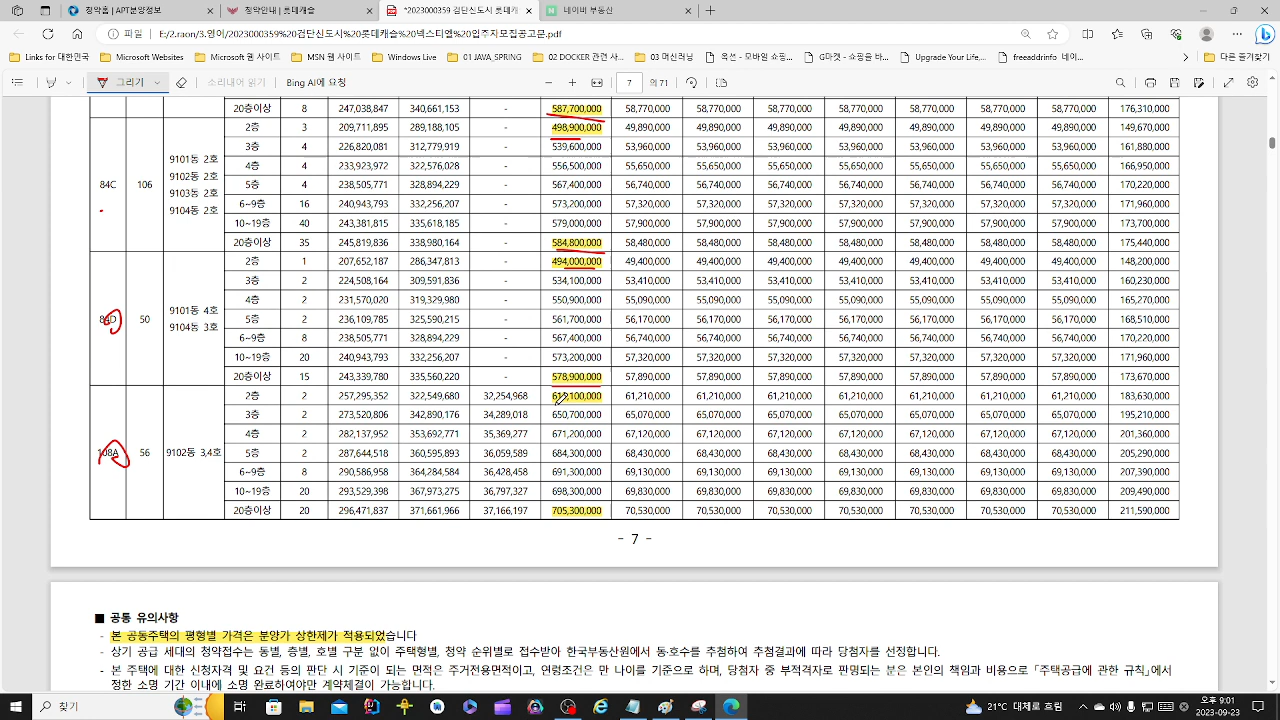 청약홈 | APT분양정보
청약안내 | 롯데캐슬
*2023000359 검단신도시 롯데캐
네이버 부동산
파일 E:/2.raon/3.영이/2023000359%20검단신도시%20롯데캐슬%20넥스티엘%20입주자모집공고문.pdf
Links for 대한민국 Microsoft Websites Microsoft 웹 사이트 MSN 웹 사이트 Windows Live 01 JAVA_SPRING 02 DOCKER 관련 사... 03 머신러닝 옥션 - 모바일 쇼핑... G마켓 - 쇼핑을 바... Upgrade Your Life,... freeaddrinfo 네이... 다른 즐겨찾기
그리기 소리내어 읽기 Bing AI에 요청 7 의 71
20층이상 8 247,038,847 340,661,153 - 587,700,000 58,770,000 58,770,000 58,770,000 58,770,000 58,770,000 58,770,000 58,770,000 176,310,000
84C 106 9101동 2호 9102동 2호 9103동 2호 9104동 2호
2층 3 209,711,895 289,188,105 - 498,900,000 49,890,000 49,890,000 49,890,000 49,890,000 49,890,000 49,890,000 49,890,000 149,670,000
3층 4 226,820,081 312,779,919 - 539,600,000 53,960,000 53,960,000 53,960,000 53,960,000 53,960,000 53,960,000 53,960,000 161,880,000
4층 4 233,923,972 322,576,028 - 556,500,000 55,650,000 55,650,000 55,650,000 55,650,000 55,650,000 55,650,000 55,650,000 166,950,000
5층 4 238,505,771 328,894,229 - 567,400,000 56,740,000 56,740,000 56,740,000 56,740,000 56,740,000 56,740,000 56,740,000 170,220,000
6~9층 16 240,943,793 332,256,207 - 573,200,000 57,320,000 57,320,000 57,320,000 57,320,000 57,320,000 57,320,000 57,320,000 171,960,000
10~19층 40 243,381,815 335,618,185 - 579,000,000 57,900,000 57,900,000 57,900,000 57,900,000 57,900,000 57,900,000 57,900,000 173,700,000
20층이상 35 245,819,836 338,980,164 - 584,800,000 58,480,000 58,480,000 58,480,000 58,480,000 58,480,000 58,480,000 58,480,000 175,440,000
84D 50 9101동 4호 9104동 3호
2층 1 207,652,187 286,347,813 - 494,000,000 49,400,000 49,400,000 49,400,000 49,400,000 49,400,000 49,400,000 49,400,000 148,200,000
3층 2 224,508,164 309,591,836 - 534,100,000 53,410,000 53,410,000 53,410,000 53,410,000 53,410,000 53,410,000 53,410,000 160,230,000
4층 2 231,570,020 319,329,980 - 550,900,000 55,090,000 55,090,000 55,090,000 55,090,000 55,090,000 55,090,000 55,090,000 165,270,000
5층 2 236,109,785 325,590,215 - 561,700,000 56,170,000 56,170,000 56,170,000 56,170,000 56,170,000 56,170,000 56,170,000 168,510,000
6~9층 8 238,505,771 328,894,229 - 567,400,000 56,740,000 56,740,000 56,740,000 56,740,000 56,740,000 56,740,000 56,740,000 170,220,000
10~19층 20 240,943,793 332,256,207 - 573,200,000 57,320,000 57,320,000 57,320,000 57,320,000 57,320,000 57,320,000 57,320,000 171,960,000
20층이상 15 243,339,780 335,560,220 - 578,900,000 57,890,000 57,890,000 57,890,000 57,890,000 57,890,000 57,890,000 57,890,000 173,670,000
108A 56 9102동 3,4호
2층 2 257,295,352 322,549,680 32,254,968 612,100,000 61,210,000 61,210,000 61,210,000 61,210,000 61,210,000 61,210,000 61,210,000 183,630,000
3층 2 273,520,806 342,890,176 34,289,018 650,700,000 65,070,000 65,070,000 65,070,000 65,070,000 65,070,000 65,070,000 65,070,000 195,210,000
4층 2 282,137,952 353,692,771 35,369,277 671,200,000 67,120,000 67,120,000 67,120,000 67,120,000 67,120,000 67,120,000 67,120,000 201,360,000
5층 2 287,644,518 360,595,893 36,059,589 684,300,000 68,430,000 68,430,000 68,430,000 68,430,000 68,430,000 68,430,000 68,430,000 205,290,000
6~9층 8 290,586,958 364,284,584 36,428,458 691,300,000 69,130,000 69,130,000 69,130,000 69,130,000 69,130,000 69,130,000 69,130,000 207,390,000
10~19층 20 293,529,398 367,973,275 36,797,327 698,300,000 69,830,000 69,830,000 69,830,000 69,830,000 69,830,000 69,830,000 69,830,000 209,490,000
20층이상 20 296,471,837 371,661,966 37,166,197 705,300,000 70,530,000 70,530,000 70,530,000 70,530,000 70,530,000 70,530,000 70,530,000 211,590,000
- 7 -
■ 공통 유의사항
- 본 공동주택의 평형별 가격은 분양가 상한제가 적용되었습니다
- 상기 공급 세대의 청약접수는 동별, 층별, 호별 구분 없이 주택형별, 청약 순위별로 접수받아 한국부동산원에서 동·호수를 추첨하여 추첨결과에 따라 당첨자를 선정합니다.
- 본 주택에 대한 신청자격 및 요건 등의 판단 시 기준이 되는 면적은 주거전용면적이고, 연령조건은 만 나이를 기준으로 하며, 당첨자 중 부적격자로 판명되는 분은 본인의 책임과 비용으로 「주택공급에 관한 규칙」에서
정한 소명 기간 이내에 소명 완료하여야만 계약체결이 가능합니다.
찾기
21°C 대체로 흐림
오후 9:01
2023-09-23